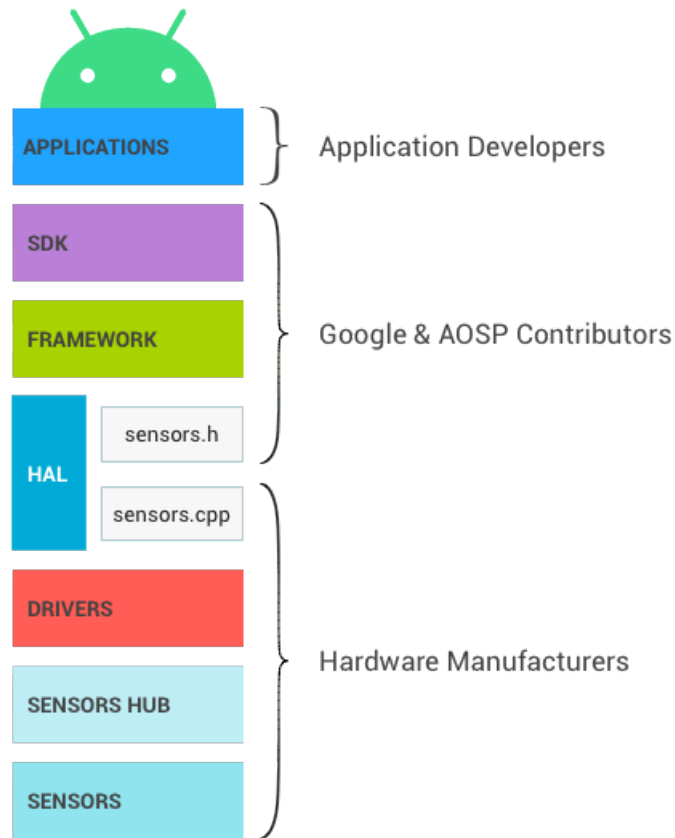 APPLICATIONS
Application Developers
SDK
FRAMEWORK
Google & AOSP Contributors
HAL
sensors.h
sensors.cpp
DRIVERS
SENSORS HUB
SENSORS
Hardware Manufacturers